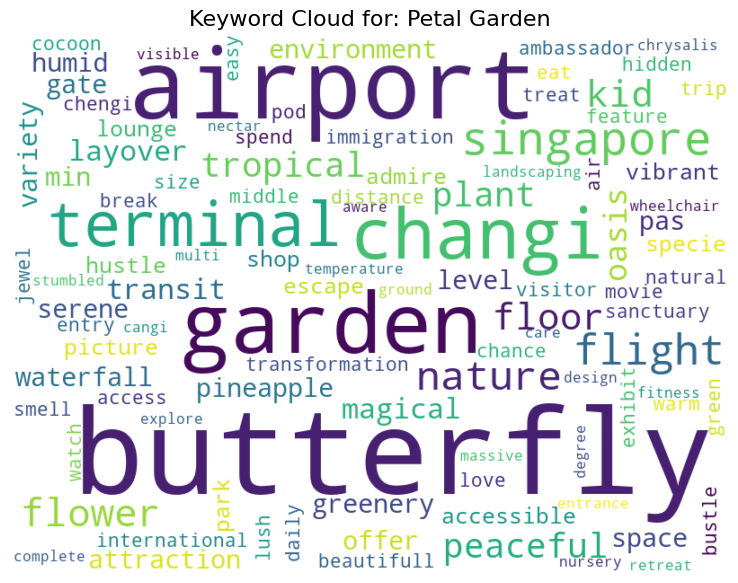 Keyword Cloud for: Petal Garden
cocoon visible easy environment ambassador chrysalis
humid airport eat hidden
gate treat kid trip
chengi pod feature
variety lounge nectar spend immigration singapore
layover tropical landscaping air vibrant
min size admire plant
break middle distance aware wheelchair
terminal changi oasis pas
multi specie
jewel hustle shop temperature level natural
stumbled transit escape ground visitor movie
serene garden floor sanctuary
entry cangi care
picture transformation chance flight
waterfall pineapple nature design
access magical exhibit fitness
smell explore warm green
butterfly
watch massive degree
love
flower park greenery entrance
accessible bustle
international lush daily offer peaceful space
complete attraction beautifull nursery retreat